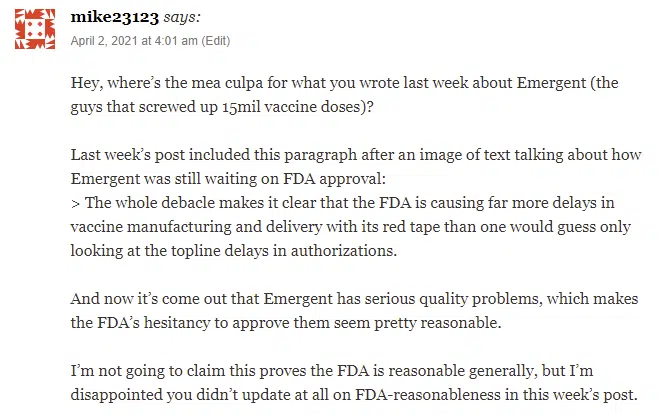 mike23123 says:
April 2, 2021 at 4:01 am (Edit)
Hey, where’s the mea culpa for what you wrote last week about Emergent (the
guys that screwed up 15mil vaccine doses)?
Last week’s post included this paragraph after an image of text talking about how
Emergent was still waiting on FDA approval:
> The whole debacle makes it clear that the FDA is causing far more delays in
vaccine manufacturing and delivery with its red tape than one would guess only
looking at the topline delays in authorizations.
And now it’s come out that Emergent has serious quality problems, which makes
the FDA’s hesitancy to approve them seem pretty reasonable.
I’m not going to claim this proves the FDA is reasonable generally, but I’m
disappointed you didn’t update at all on FDA-reasonableness in this week’s post.